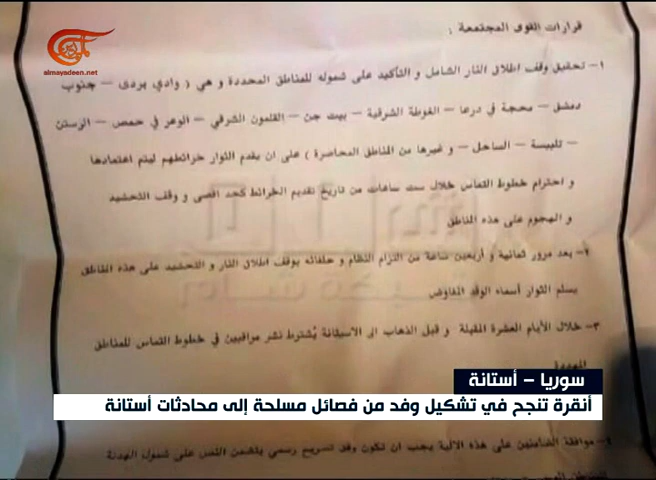 الميادين
almayadeen.net
قرارات القوى المجتمعة :
١- تحقيق وقف اطلاق النار الشامل و التأكيد على شموله للمناطق المحددة و هي ( وادي بردى – جنوب
دمشق – محجة في درعا – الغوطة الشرقية – بيت جن – القلمون الشرقي – الوعر في حمص – الرستن
– تلبيسة – الساحل – و غيرها من المناطق المحاصرة ) على ان يقدم الثوار خرائطهم ليتم اعتمادها
و احترام خطوط التماس خلال ست ساعات من تاريخ تقديم الخرائط كحد اقصى و وقف التحشيد
و الهجوم على هذه المناطق
٢- بعد مرور ثمانية و أربعين ساعة من التزام النظام و حلفائه بوقف اطلاق النار و التحشيد على هذه المناطق
يسلم الثوار أسماء الوفد المفاوض
٣- خلال الأيام العشرة المقبلة و قبل الذهاب الى الأستانة يُشترط نشر مراقبين في خطوط التماس للمناطق
المهددة
سوريا – أستانة
أنقرة تنجح في تشكيل وفد من فصائل مسلحة إلى محادثات أستانة
٤- موافقة الضامنين على هذه الالية يجب ان تكون وفد تسريح رسمي يتضمن النص على شمول الهدنة